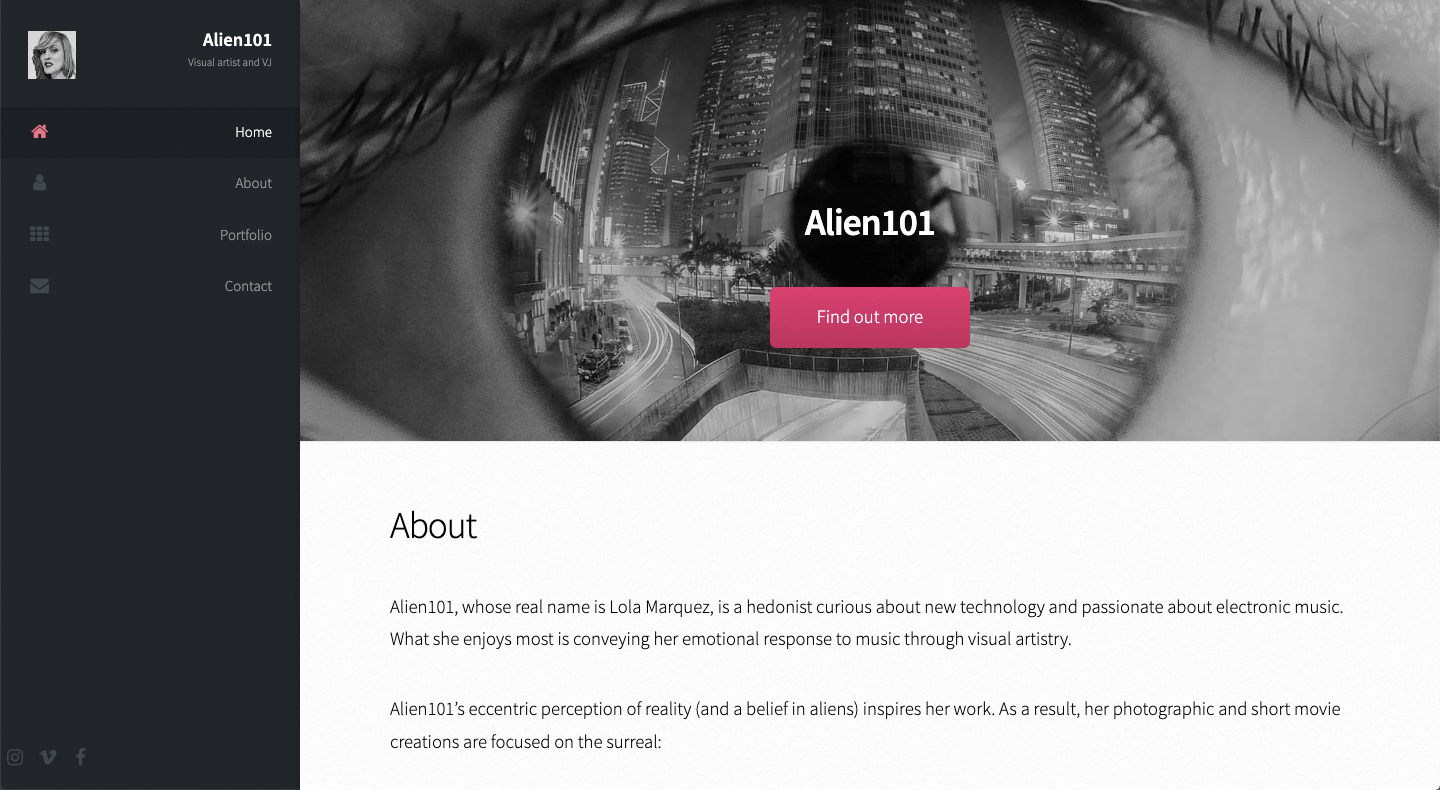 Alien101
Visual artist and VJ
Home
About
Portfolio
Contact
Alien101
Find out more
About
Alien101, whose real name is Lola Marquez, is a hedonist curious about new technology and passionate about electronic music.
What she enjoys most is conveying her emotional response to music through visual artistry.
Alien101’s eccentric perception of reality (and a belief in aliens) inspires her work. As a result, her photographic and short movie
creations are focused on the surreal: